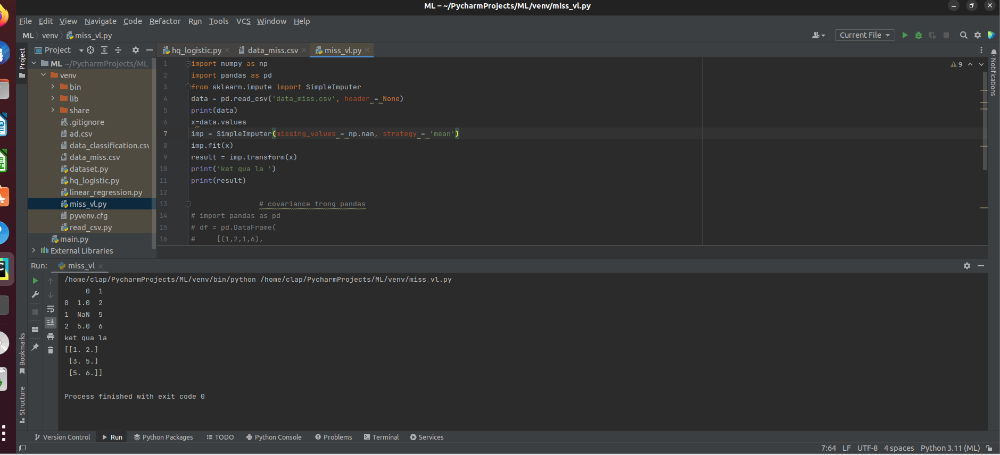 ML – ~/PycharmProjects/ML/venv/miss_vl.py
File Edit View Navigate Code Refactor Run Tools VCS Window Help
ML venv miss_vl.py Current File
Project
Project hq_logistic.py data_miss.csv miss_vl.py
Notifications
ML ~/PycharmProjects/ML
venv
bin
lib
share
.gitignore
ad.csv
data_classification.csv
data_miss.csv
dataset.py
hq_logistic.py
linear_regression.py
miss_vl.py
pyvenv.cfg
read_csv.py
main.py
External Libraries
9
1 import numpy as np
2 import pandas as pd
3 from sklearn.impute import SimpleImputer
4 data = pd.read_csv('data_miss.csv', header = None)
5 print(data)
6 x=data.values
7 imp = SimpleImputer(missing_values = np.nan, strategy = 'mean')
8 imp.fit(x)
9 result = imp.transform(x)
10 print('ket qua la ')
11 print(result)
12
13 # covariance trong pandas
14 # import pandas as pd
15 # df = pd.DataFrame(
16 # [(1,2,1,6),
Run: miss_vl
/home/clap/PycharmProjects/ML/venv/bin/python /home/clap/PycharmProjects/ML/venv/miss_vl.py
0 1
0 1.0 2
1 NaN 5
2 5.0 6
ket qua la
[[1. 2.]
[3. 5.]
[5. 6.]]
Process finished with exit code 0
Bookmarks
Structure
Version Control Run Python Packages TODO Python Console Problems Terminal Services
7:64 LF UTF-8 4 spaces Python 3.11 (ML)